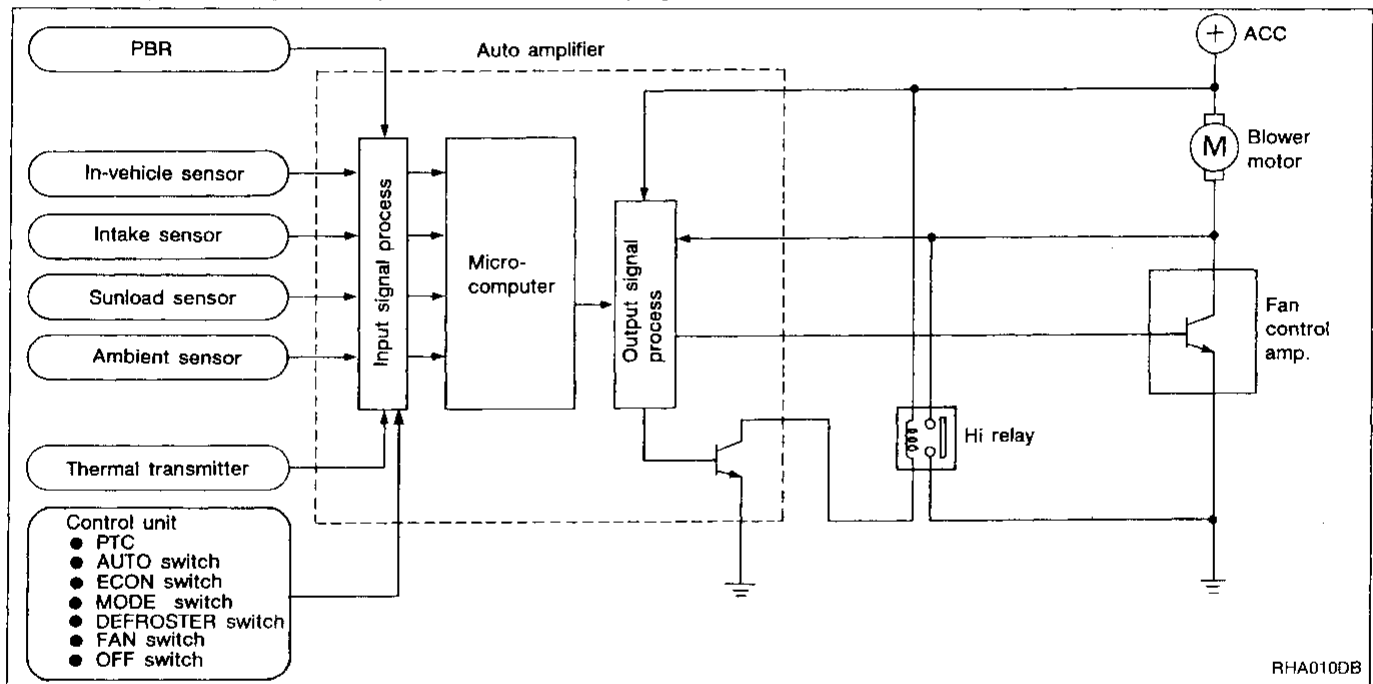 PBR
Auto amplifier
+ ACC
In-vehicle sensor
Intake sensor
Sunload sensor
Ambient sensor
Thermal transmitter
Input signal process
Micro-
computer
Output signal
process
M
Blower
motor
Fan
control
amp.
Hi relay
Control unit
● PTC
● AUTO switch
● ECON switch
● MODE switch
● DEFROSTER switch
● FAN switch
● OFF switch
RHA010DB